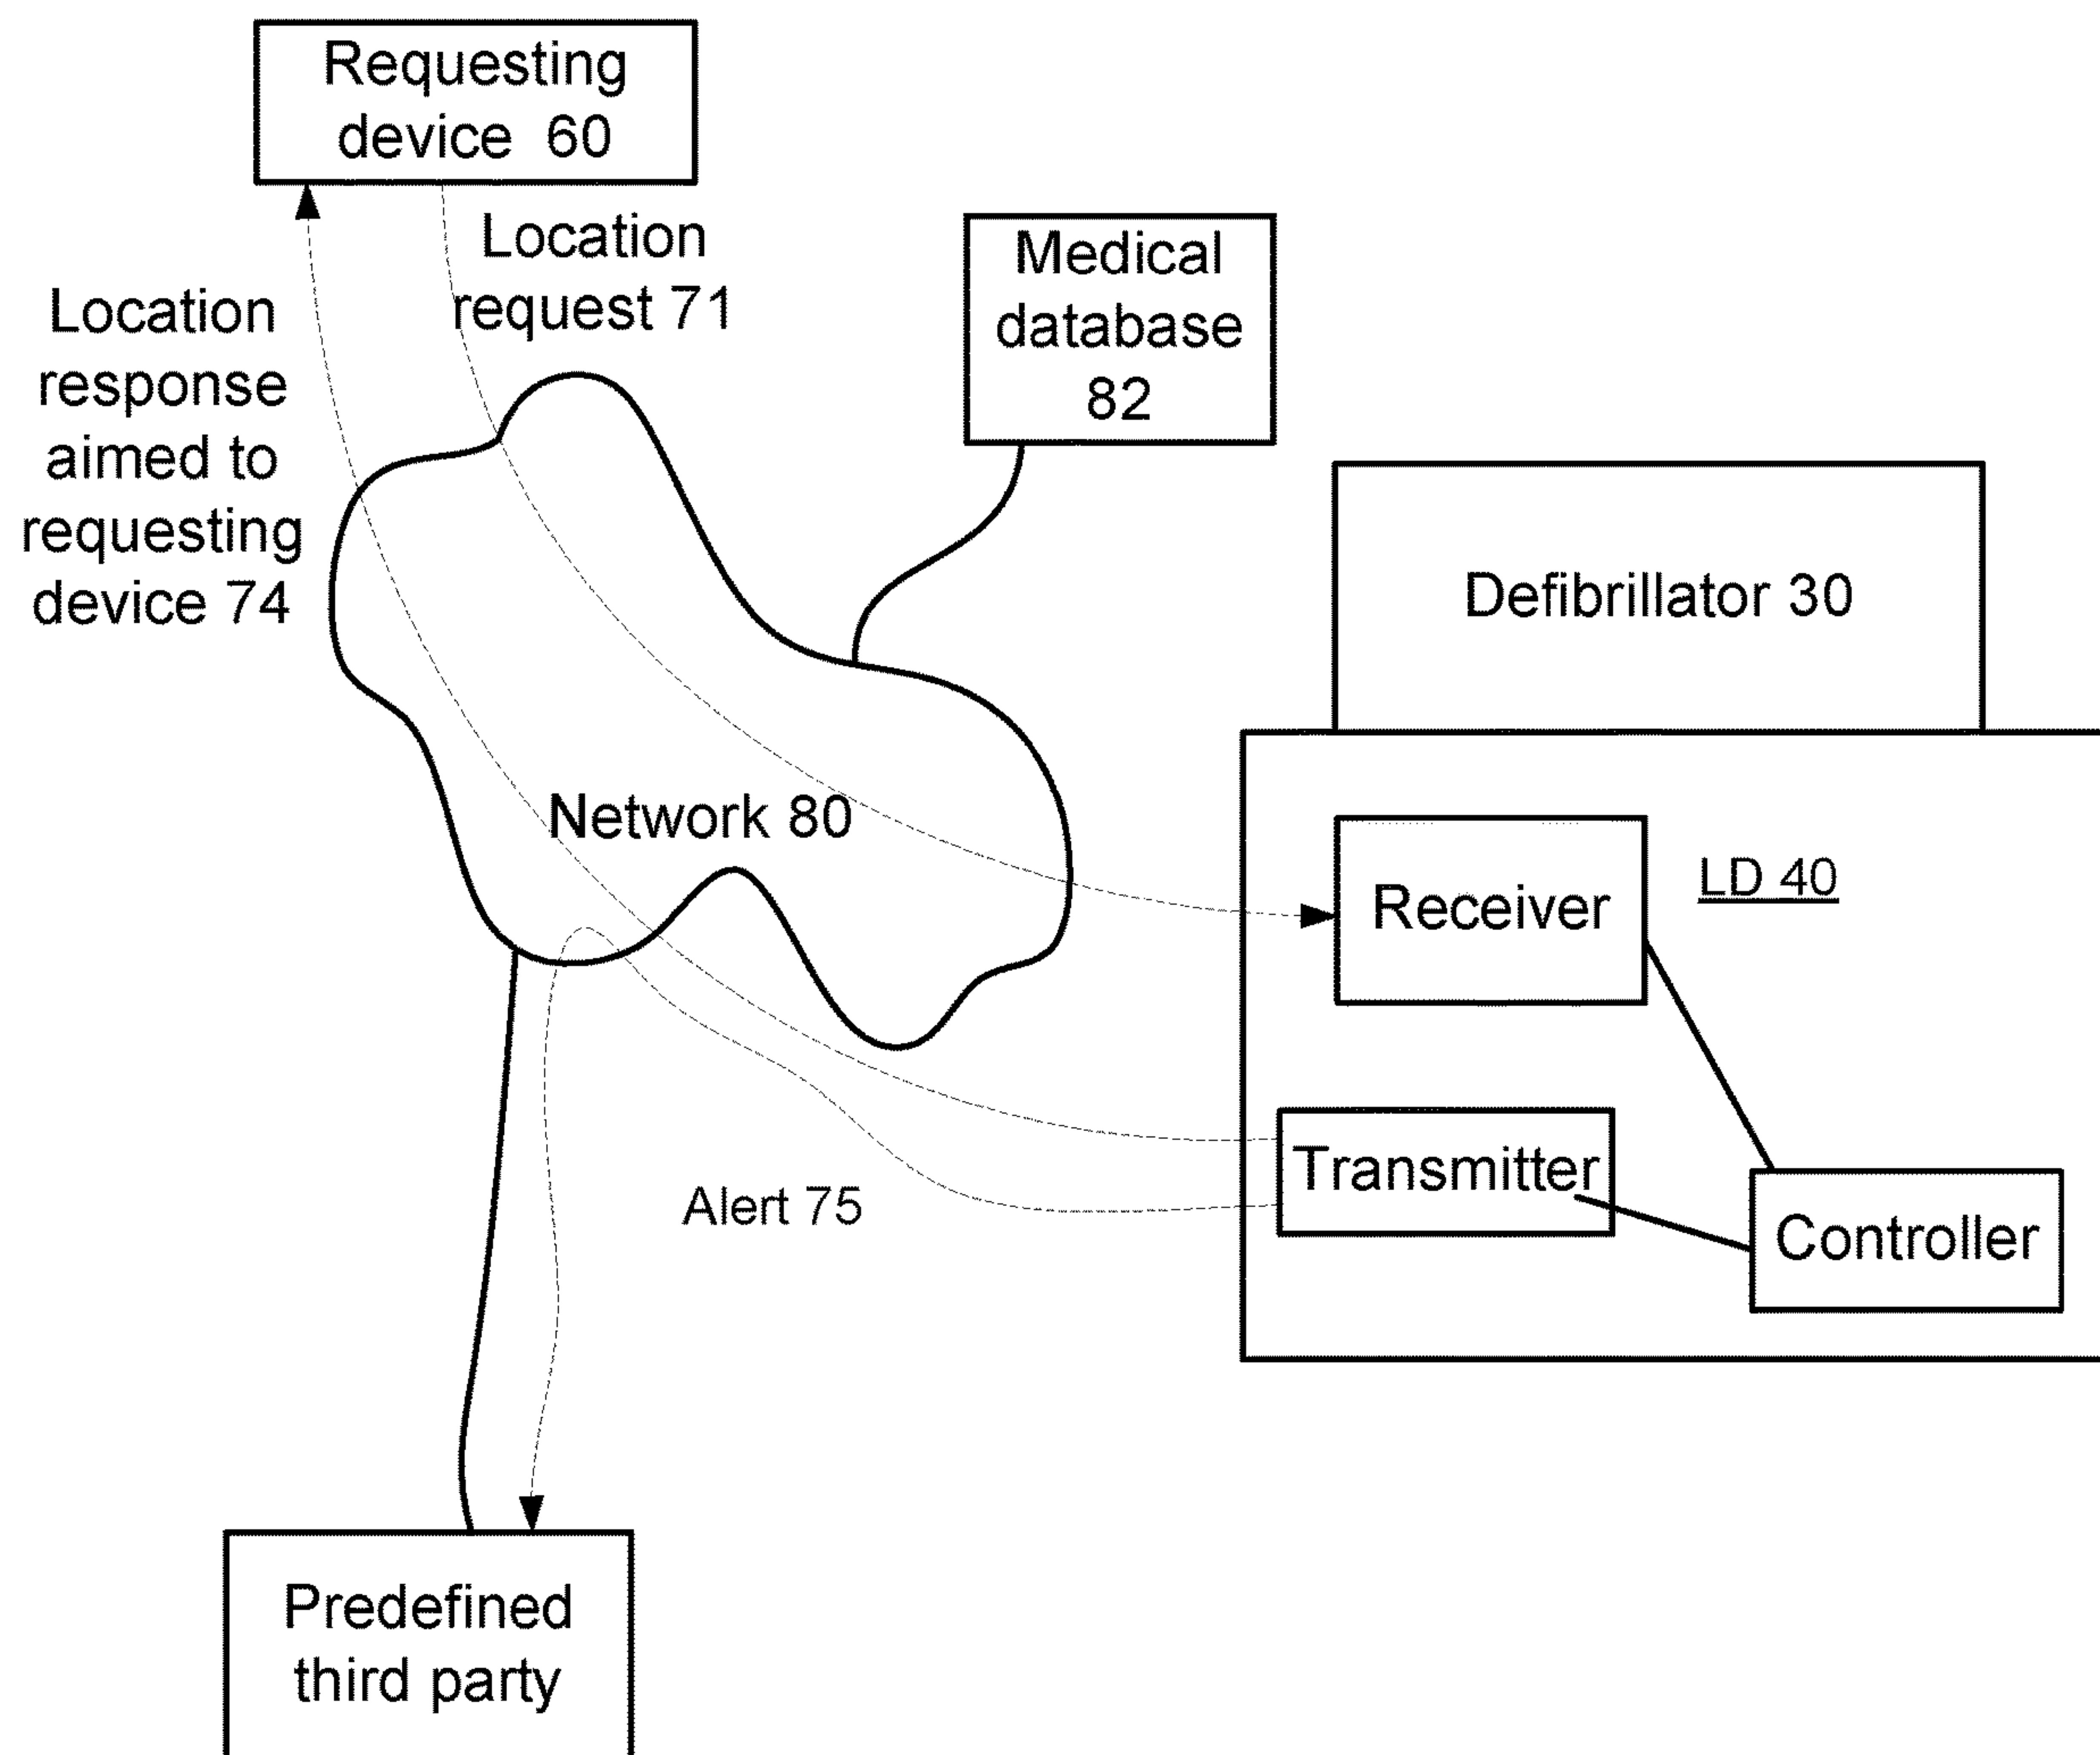 Requesting
device 60
Location
request 71
Location
response
aimed to
requesting
device 74
Medical
database
82
Defibrillator 30
Network 80
Receiver
LD 40
Transmitter
Controller
Alert 75
Predefined
third party